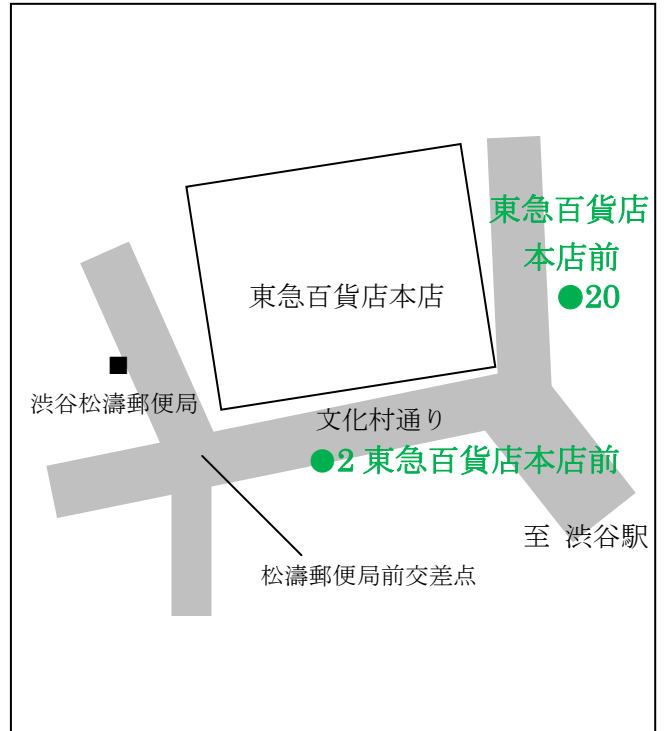 東急百貨店
本店前
●20
東急百貨店本店
渋谷松濤郵便局
文化村通り
●2 東急百貨店本店前
至 渋谷駅
松濤郵便局前交差点